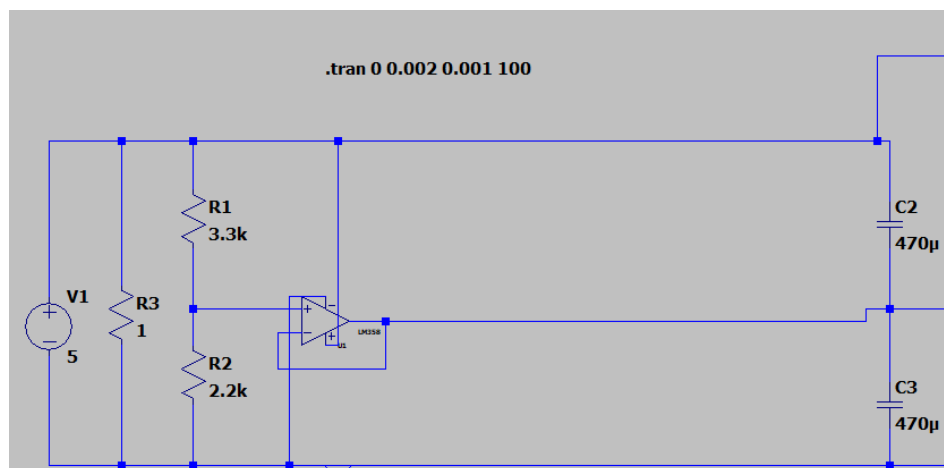 .tran 0 0.002 0.001 100
R1
3.3k
C2
470µ
V1
5
R3
1
LM358
U1
R2
2.2k
C3
470µ